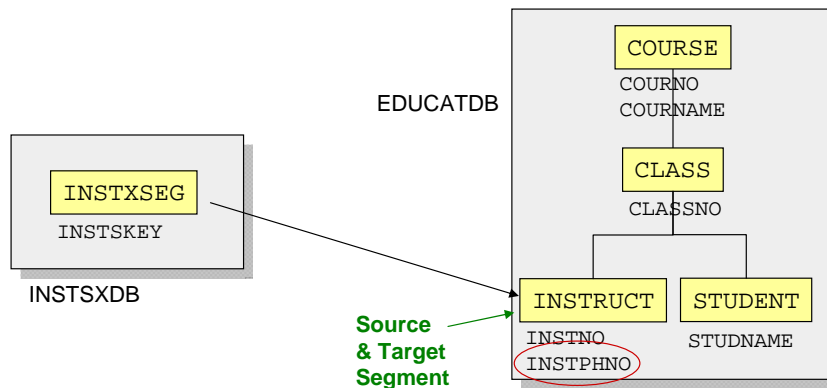 COURSE
COURNO
COURNAME
EDUCATDB
CLASS
CLASSNO
INSTXSEG
INSTSKEY
INSTSXDB
INSTRUCT
STUDENT
INSTNO
INSTPHNO
STUDNAME
Source
& Target
Segment